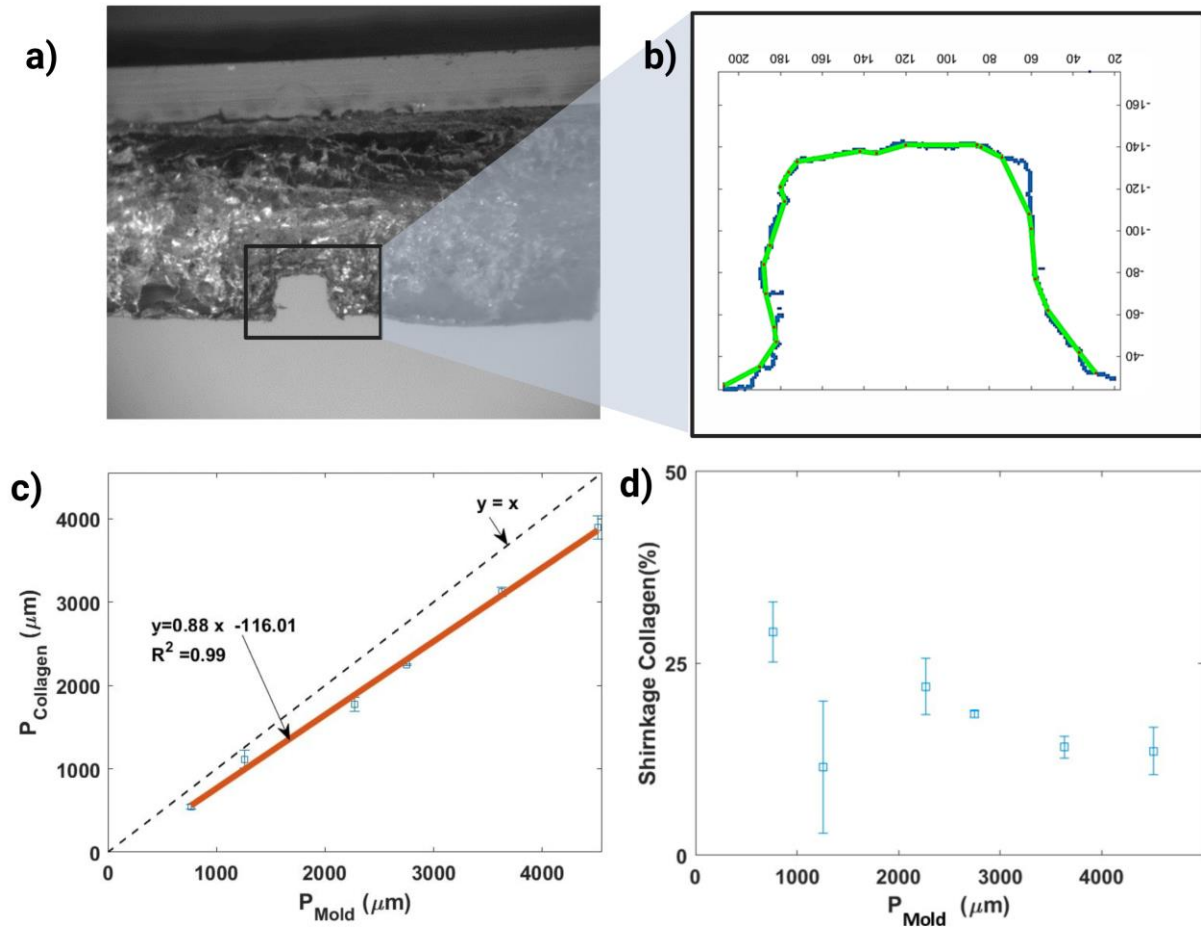 a)
b)
200 180 160 140 120 100 80 60 40 20
-160
-140
-120
-100
-80
-60
-40
c)
P_Collagen (μm)
4000
3000
2000
1000
0
y = x
y=0.88 x -116.01
R² =0.99
0 1000 2000 3000 4000
P_Mold (μm)
d)
Shirnkage Collagen(%)
50
25
0
0 1000 2000 3000 4000
P_Mold (μm)